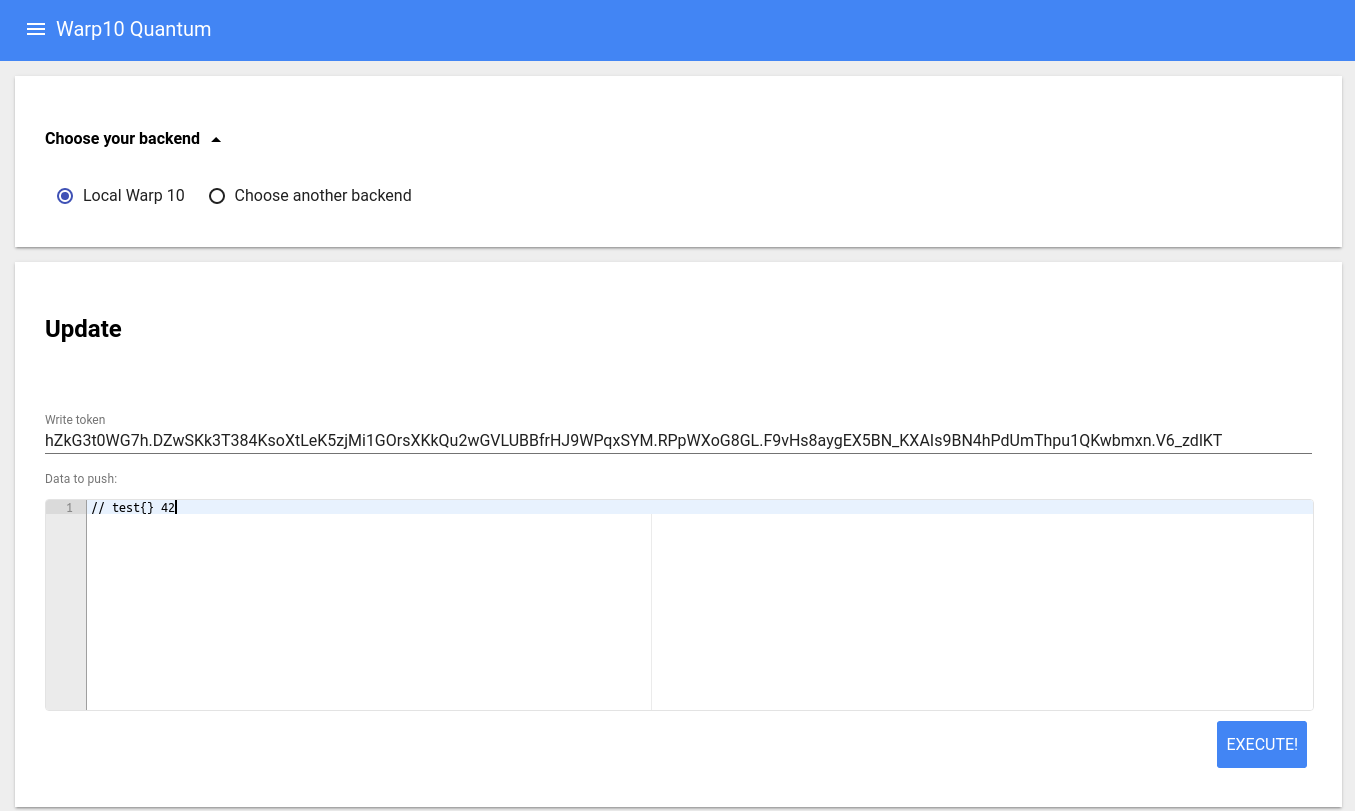 Warp10 Quantum
Choose your backend
Local Warp 10 Choose another backend
Update
Write token
hZkG3t0WG7h.DZwSKk3T384KsoXtLeK5zjMi1GOrsXKkQu2wGVLUBBfrHJ9WPqxSYM.RPpWXoG8GL.F9vHs8aygEX5BN_KXAIs9BN4hPdUmThpu1QKwbmxn.V6_zdlKT
Data to push:
1 // test{} 42
EXECUTE!